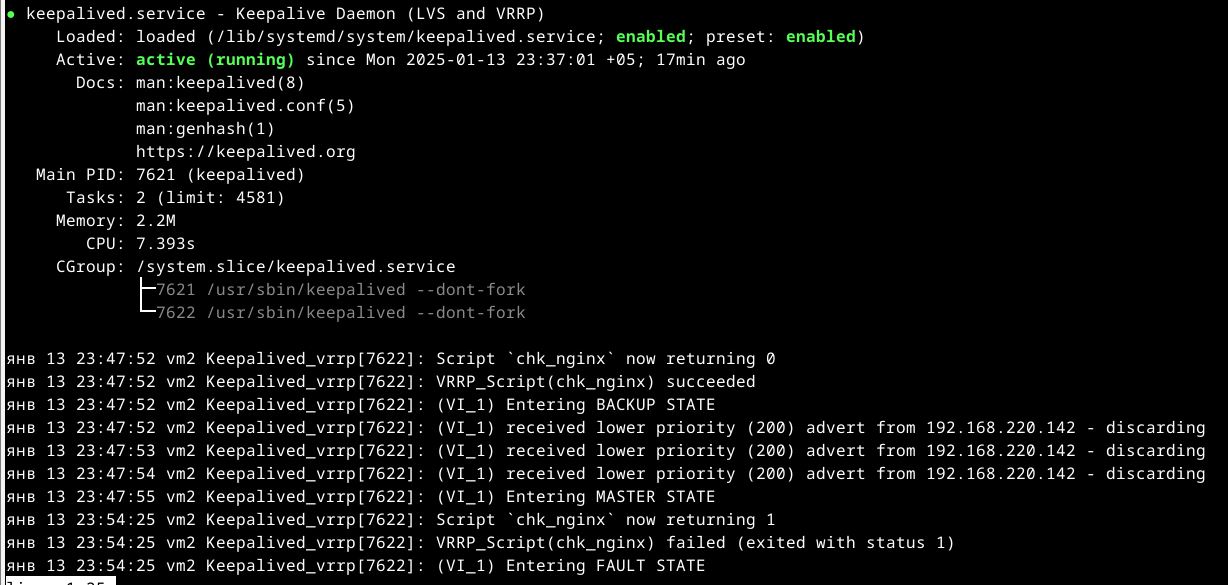 ● keepalived.service - Keepalive Daemon (LVS and VRRP)
Loaded: loaded (/lib/systemd/system/keepalived.service; enabled; preset: enabled)
Active: active (running) since Mon 2025-01-13 23:37:01 +05; 17min ago
Docs: man:keepalived(8)
man:keepalived.conf(5)
man:genhash(1)
https://keepalived.org
Main PID: 7621 (keepalived)
Tasks: 2 (limit: 4581)
Memory: 2.2M
CPU: 7.393s
CGroup: /system.slice/keepalived.service
├─7621 /usr/sbin/keepalived --dont-fork
└─7622 /usr/sbin/keepalived --dont-fork
янв 13 23:47:52 vm2 Keepalived_vrrp[7622]: Script `chk_nginx` now returning 0
янв 13 23:47:52 vm2 Keepalived_vrrp[7622]: VRRP_Script(chk_nginx) succeeded
янв 13 23:47:52 vm2 Keepalived_vrrp[7622]: (VI_1) Entering BACKUP STATE
янв 13 23:47:52 vm2 Keepalived_vrrp[7622]: (VI_1) received lower priority (200) advert from 192.168.220.142 - discarding
янв 13 23:47:53 vm2 Keepalived_vrrp[7622]: (VI_1) received lower priority (200) advert from 192.168.220.142 - discarding
янв 13 23:47:54 vm2 Keepalived_vrrp[7622]: (VI_1) received lower priority (200) advert from 192.168.220.142 - discarding
янв 13 23:47:55 vm2 Keepalived_vrrp[7622]: (VI_1) Entering MASTER STATE
янв 13 23:54:25 vm2 Keepalived_vrrp[7622]: Script `chk_nginx` now returning 1
янв 13 23:54:25 vm2 Keepalived_vrrp[7622]: VRRP_Script(chk_nginx) failed (exited with status 1)
янв 13 23:54:25 vm2 Keepalived_vrrp[7622]: (VI_1) Entering FAULT STATE